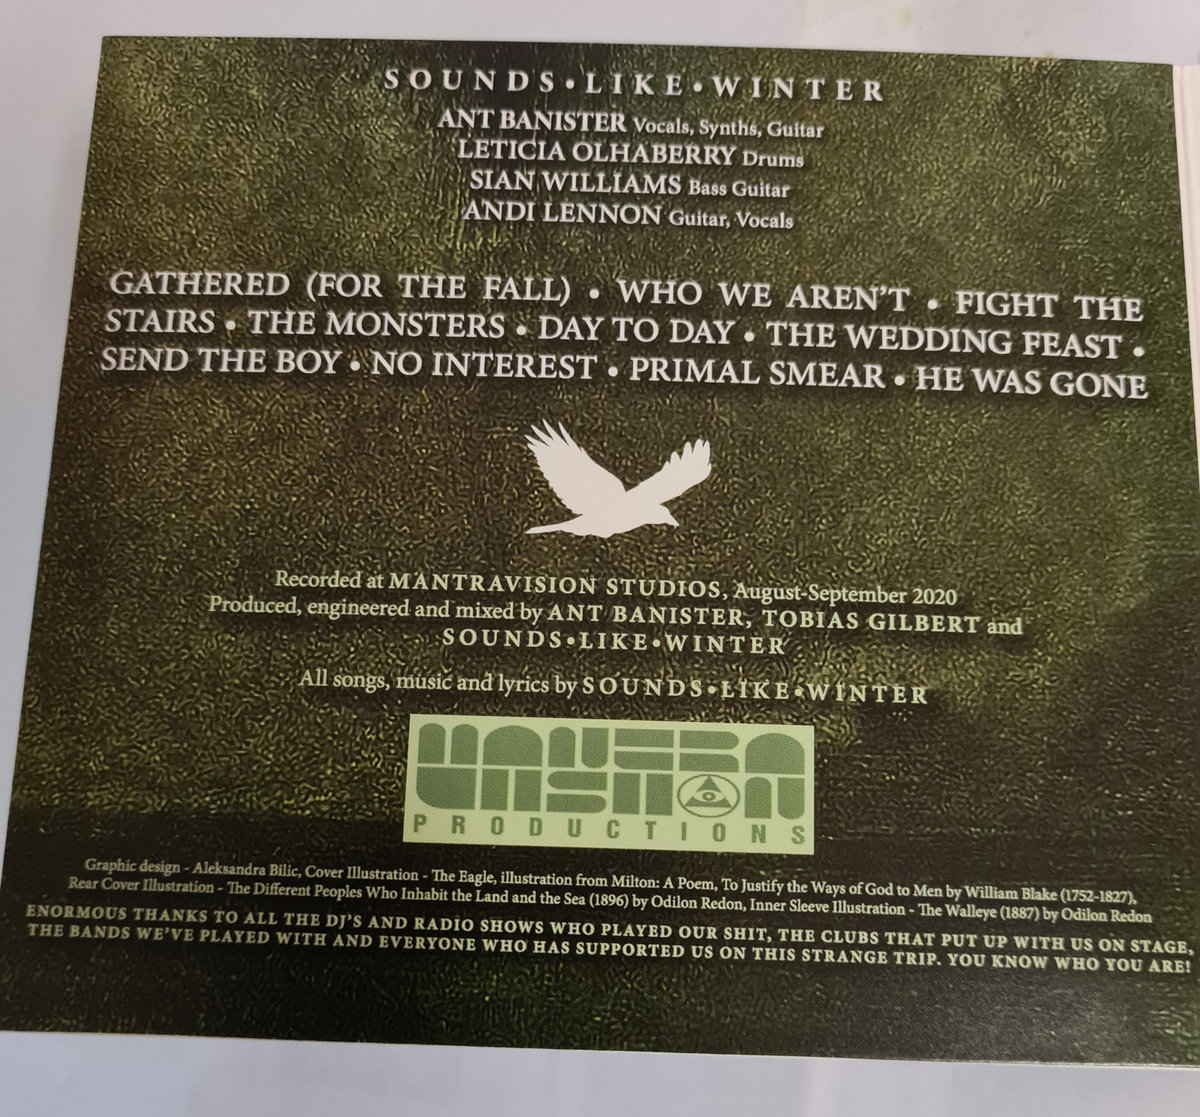 SOUNDS•LIKE•WINTER
ANT BANISTER Vocals, Synths, Guitar
LETICIA OLHABERRY Drums
SIAN WILLIAMS Bass Guitar
ANDI LENNON Guitar, Vocals
GATHERED (FOR THE FALL) • WHO WE AREN'T • FIGHT THE
STAIRS • THE MONSTERS • DAY TO DAY • THE WEDDING FEAST •
SEND THE BOY • NO INTEREST • PRIMAL SMEAR • HE WAS GONE
Recorded at MANTRAVISION STUDIOS, August-September 2020
Produced, engineered and mixed by ANT BANISTER, TOBIAS GILBERT and
SOUNDS•LIKE•WINTER
All songs, music and lyrics by SOUNDS•LIKE•WINTER
MANTRA
VISION
PRODUCTIONS
Graphic design - Aleksandra Bilic, Cover Illustration - The Eagle, illustration from Milton: A Poem, To Justify the Ways of God to Men by William Blake (1752-1827),
Rear Cover Illustration - The Different Peoples Who Inhabit the Land and the Sea (1896) by Odilon Redon, Inner Sleeve Illustration - The Walleye (1887) by Odilon Redon
ENORMOUS THANKS TO ALL THE DJ'S AND RADIO SHOWS WHO PLAYED OUR SHIT, THE CLUBS THAT PUT UP WITH US ON STAGE,
THE BANDS WE'VE PLAYED WITH AND EVERYONE WHO HAS SUPPORTED US ON THIS STRANGE TRIP. YOU KNOW WHO YOU ARE!